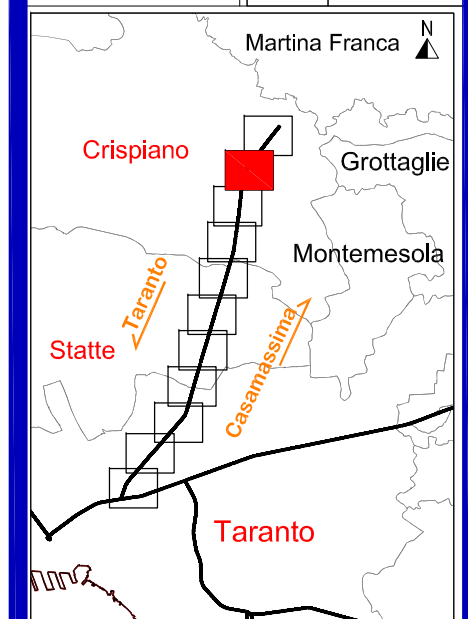 N
Martina Franca
Crispiano
Grottaglie
Montemesola
Taranto
Casamassima
Statte
Taranto